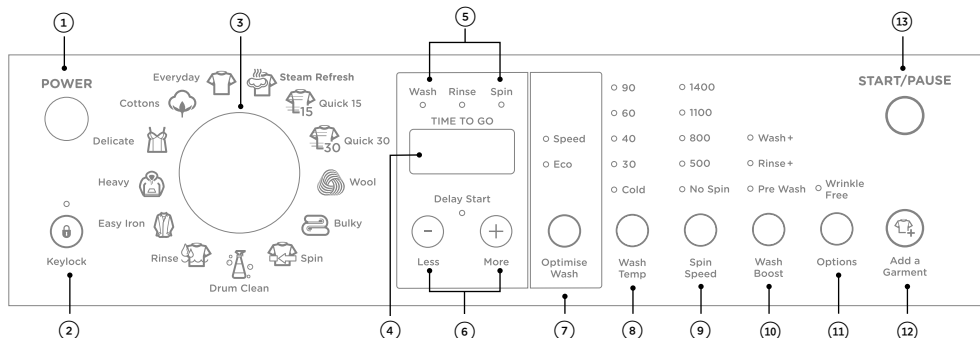 1
3
5
13
POWER
Everyday
Steam Refresh
Cottons
15
Quick 15
Delicate
30
Quick 30
Heavy
Wool
Easy Iron
Bulky
Rinse
Spin
Drum Clean
Keylock
Wash Rinse Spin
TIME TO GO
Delay Start
- +
Less More
Speed
Eco
Optimise
Wash
90
60
40
30
Cold
Wash
Temp
1400
1100
800
500
No Spin
Spin
Speed
Wash+
Rinse+
Pre Wash
Wash
Boost
Wrinkle
Free
Options
START/PAUSE
Add a
Garment
2
4
6
7
8
9
10
11
12